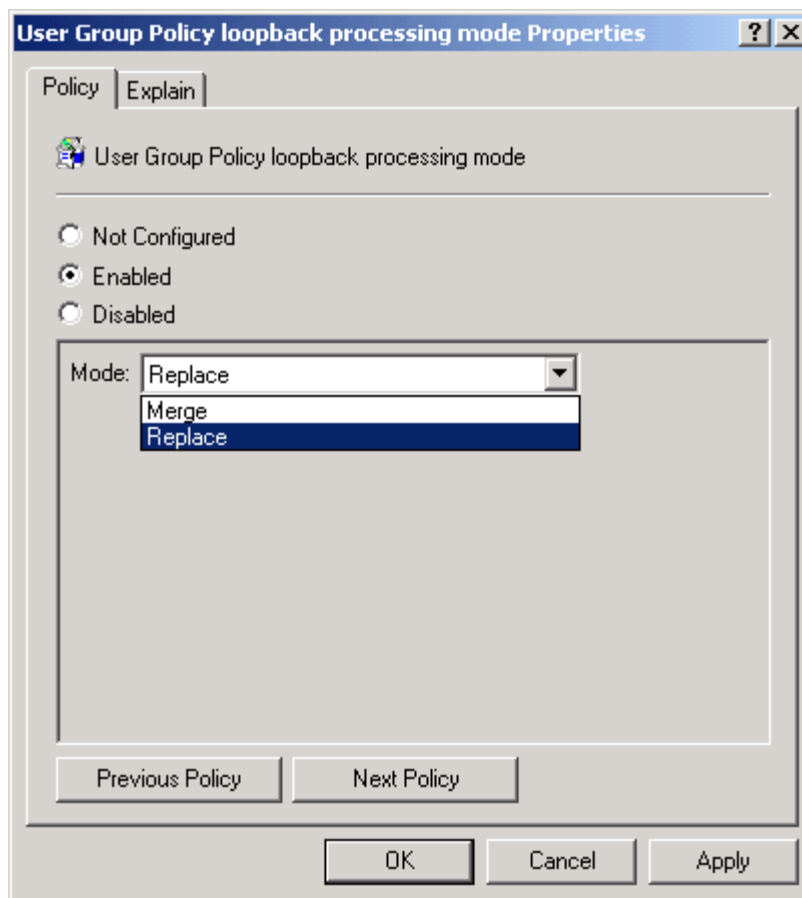 User Group Policy loopback processing mode Properties
Policy
Explain
User Group Policy loopback processing mode
Not Configured
Enabled
Disabled
Mode: Replace
Merge
Replace
Previous Policy
Next Policy
OK
Cancel
Apply